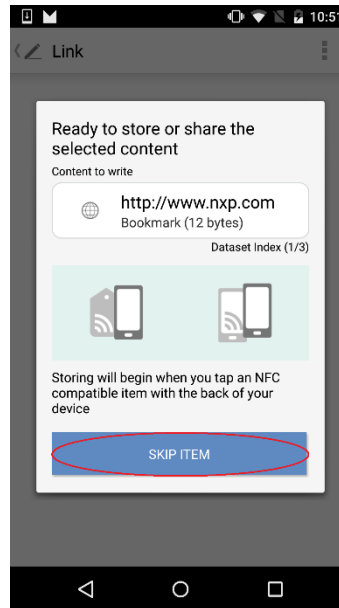 10:51
Link
Ready to store or share the
selected content
Content to write
http://www.nxp.com
Bookmark (12 bytes)
Dataset Index (1/3)
Storing will begin when you tap an NFC
compatible item with the back of your
device
SKIP ITEM